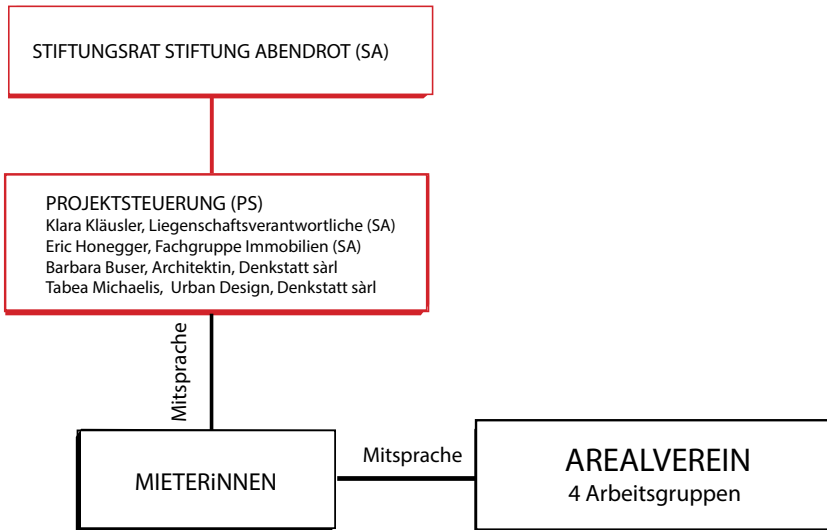 STIFTUNGSRAT STIFTUNG ABENDROT (SA)
PROJEKTSTEUERUNG (PS)
Klara Kläusler, Liegenschaftsverantwortliche (SA)
Eric Honegger, Fachgruppe Immobilien (SA)
Barbara Buser, Architektin, Denkstatt sàrl
Tabea Michaelis, Urban Design, Denkstatt sàrl
Mitsprache
MIETERiNNEN
Mitsprache
AREALVEREIN
4 Arbeitsgruppen